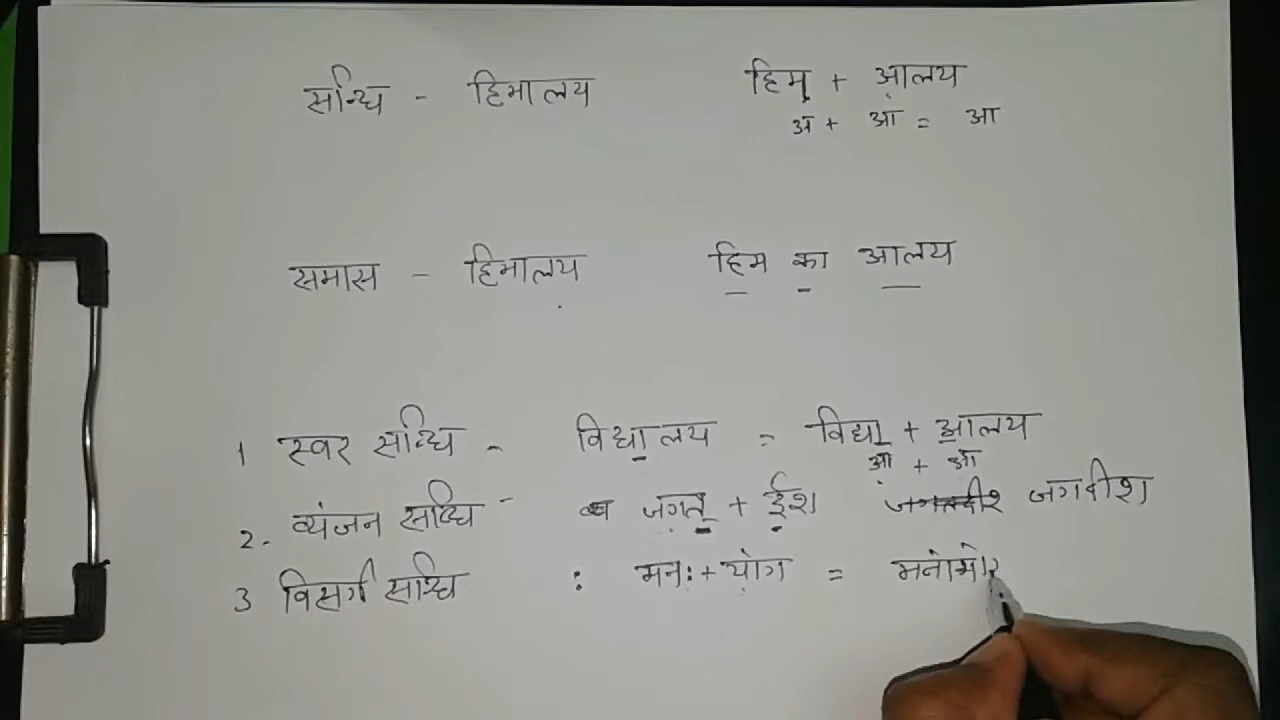 सन्धि - हिमालय हिम् + आलय
अ + आ = आ
समास - हिमालय हिम का आलय
1 स्वर सन्धि - विद्यालय = विद्या + आलय
आ + आ
2. व्यंजन सन्धि - जगत् + ईश जगदीश
3 विसर्ग सन्धि : मनः + योग =